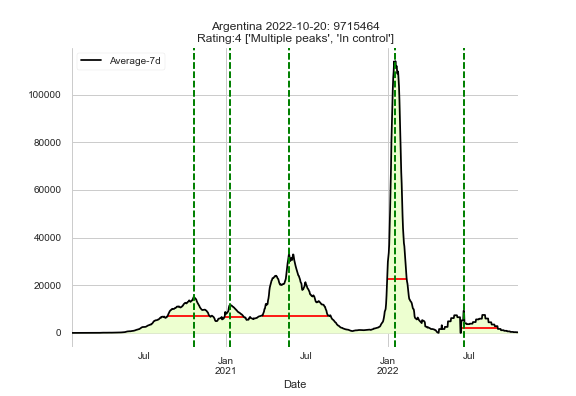 Argentina 2022-10-20: 9715464
Rating:4 ['Multiple peaks', 'In control']
Average-7d
100000
80000
60000
40000
20000
0
Jul
Jan
2021
Jul
Jan
2022
Jul
Date